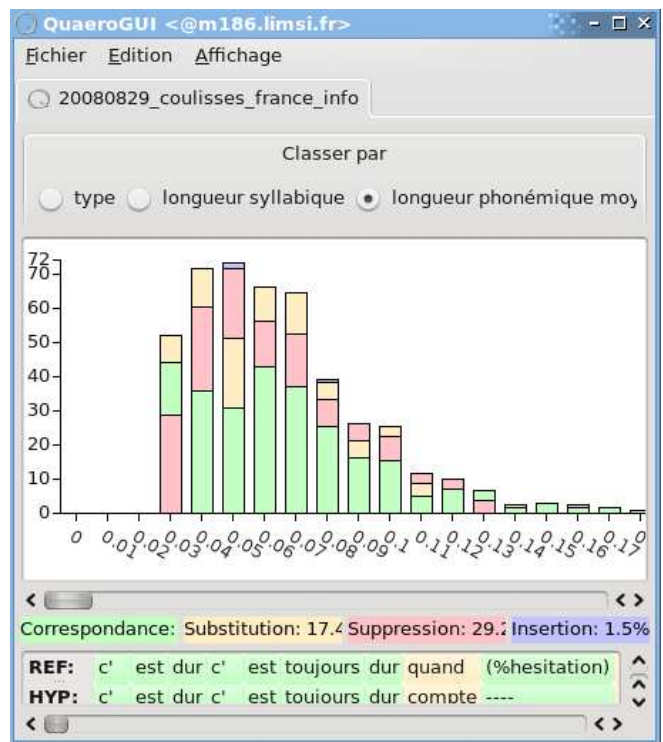 QuaeroGUI <@m186.limsi.fr>
Fichier Edition Affichage
20080829_coulisses_france_info
Classer par
type longueur syllabique longueur phonémique moy
72
70
60
50
40
30
20
10
0
0 0.01 0.02 0.03 0.04 0.05 0.06 0.07 0.08 0.09 0.1 0.11 0.12 0.13 0.14 0.15 0.16 0.17
Correspondance: Substitution: 17.4 Suppression: 29.2 Insertion: 1.5%
REF: c' est dur c' est toujours dur quand (%hesitation)
HYP: c' est dur c' est toujours dur compte ----